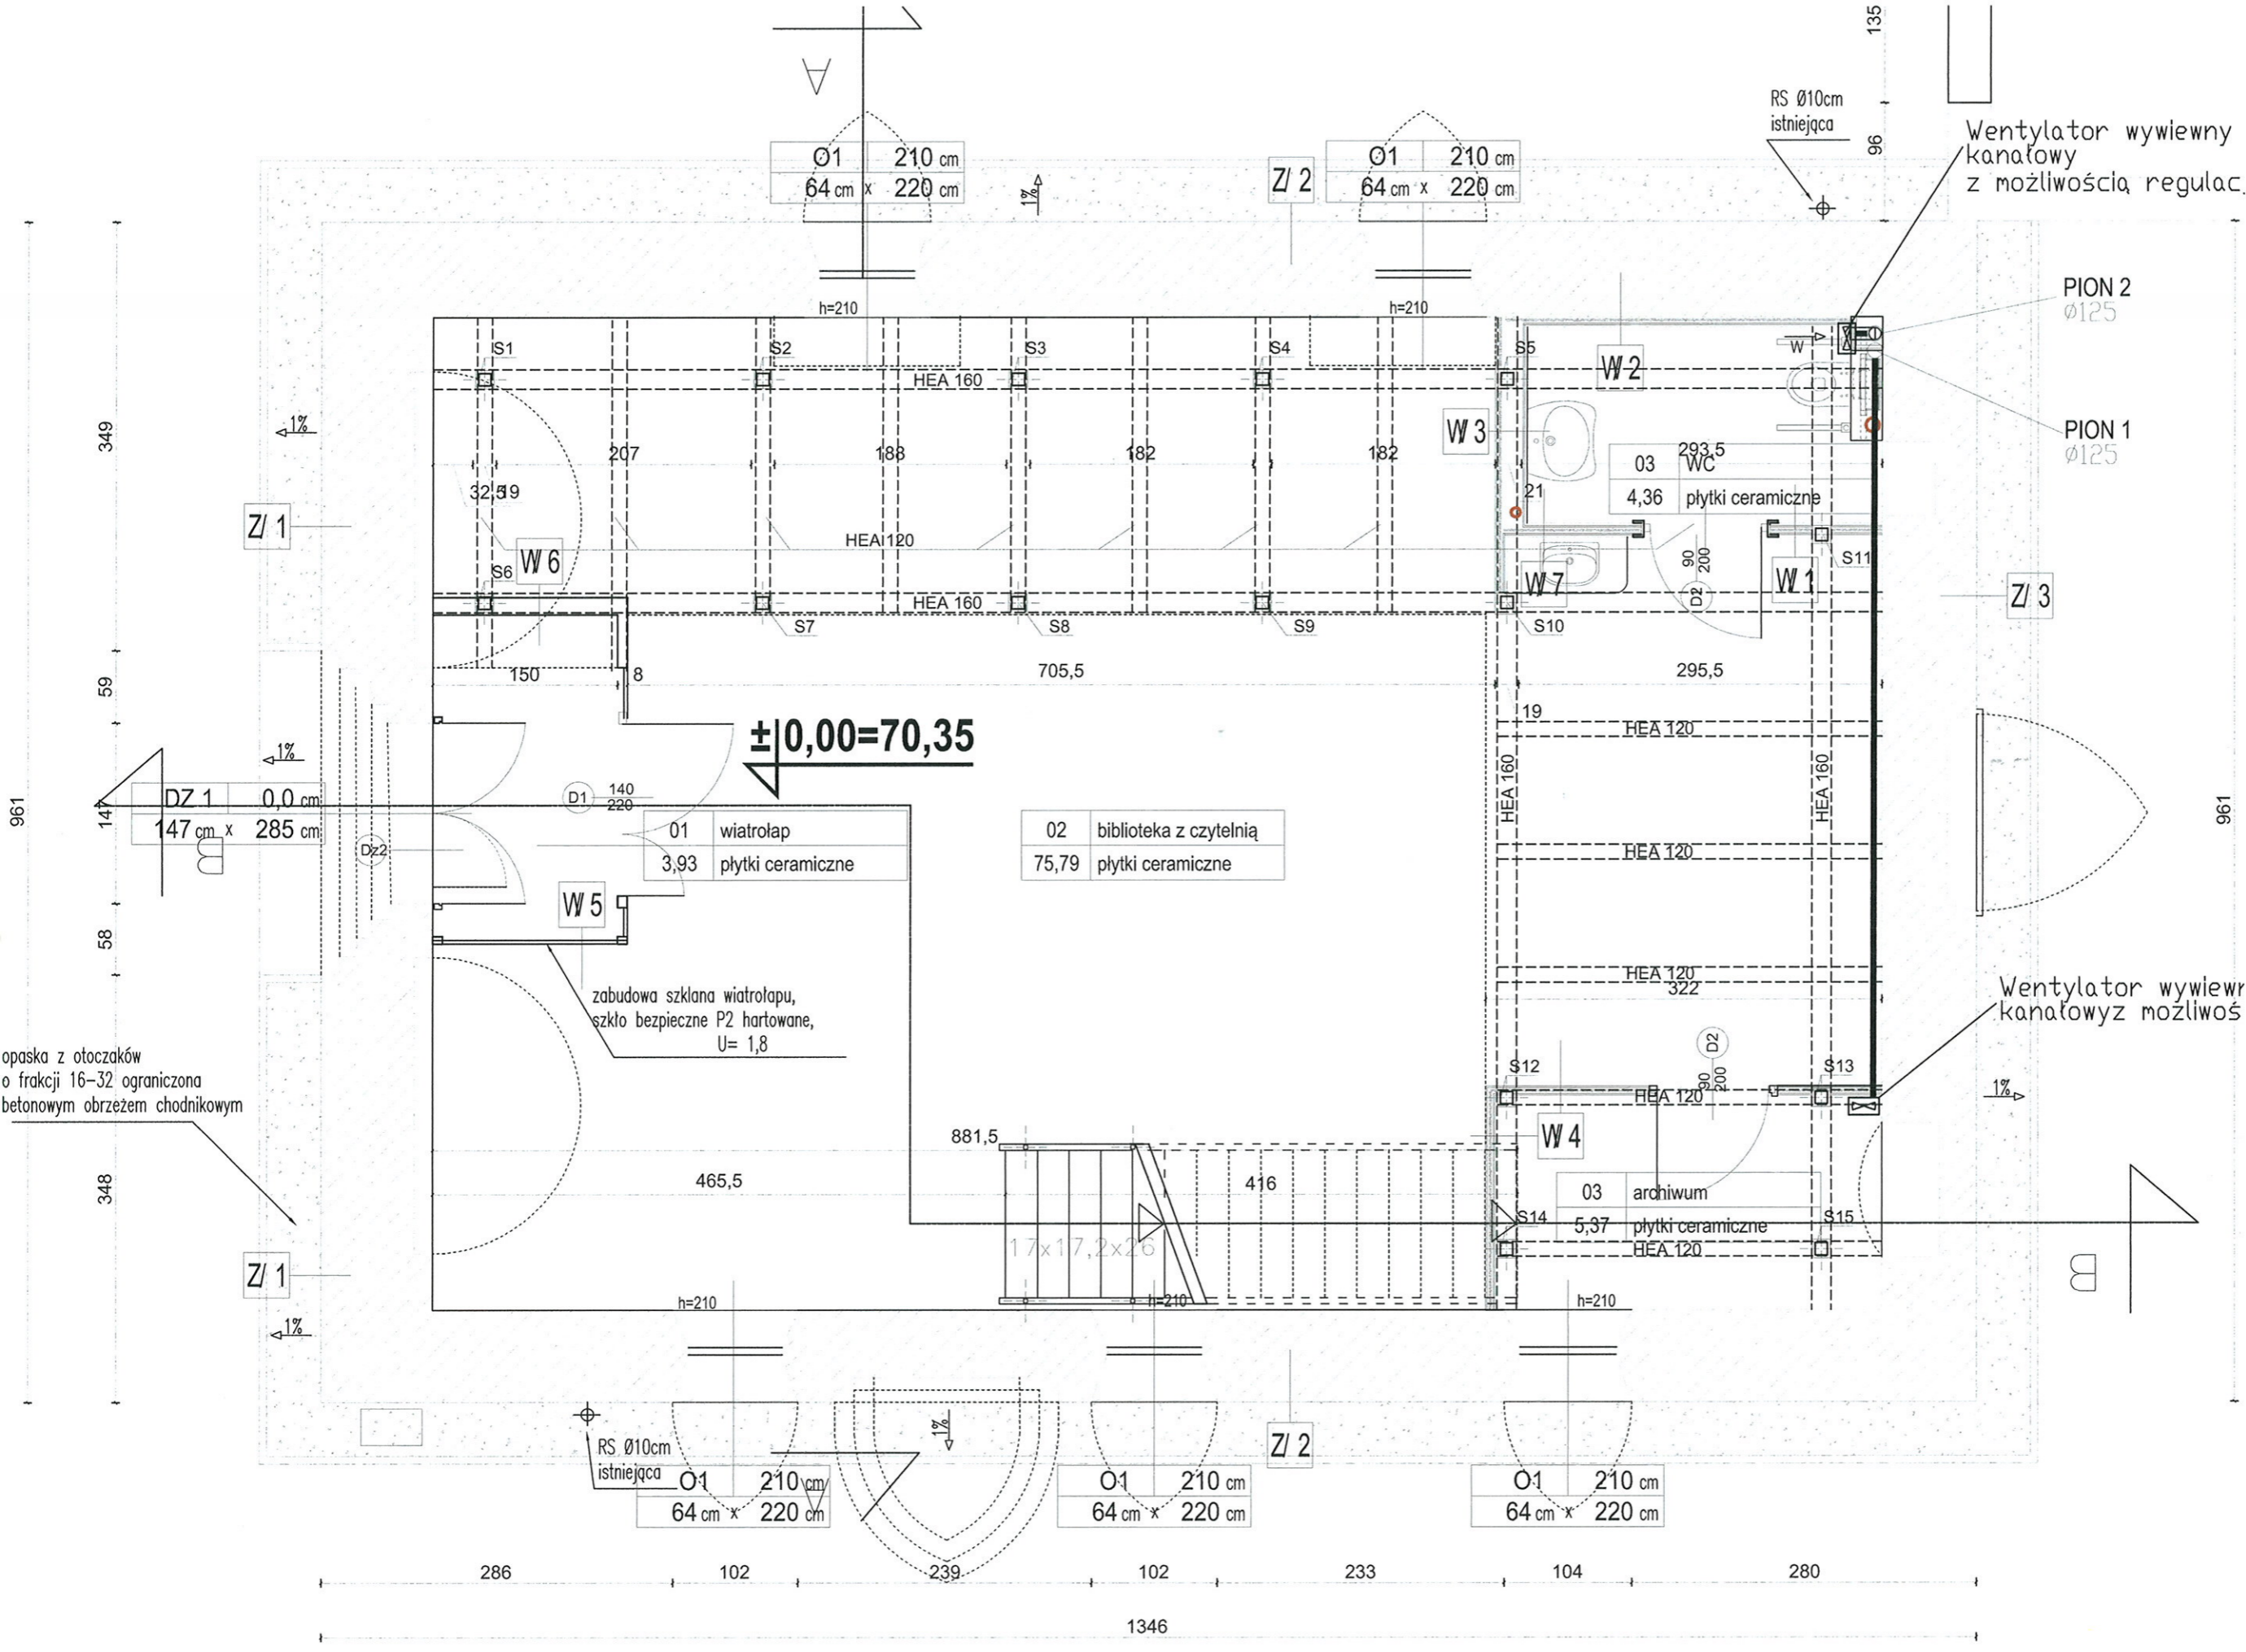 135
A
RS Ø10cm
istniejąca
96
Wentylator wywiewny
kanałowy
z możliwością regulac
O1 210 cm
64 cm x 220 cm
1%
Z/ 2
O1 210 cm
64 cm x 220 cm
PION 2
Ø125
h=210
h=210
S1
S2
S3
S4
S5
W
W/ 2
HEA 160
1%
349
W/ 3
PION 1
Ø125
207
188
182
182
293,5
03 WC
4,36 płytki ceramiczne
32,5
19
21
Z/ 1
HEA 120
W/ 6
S6
90
200
D2
S11
W/ 7
W/ 1
Z/ 3
HEA 160
S7
S8
S9
S10
59
150
8
705,5
295,5
19
±0,00=70,35
HEA 120
1%
HEA 160
HEA 160
DZ 1 0,0 cm
147 cm x 285 cm
B
961
147
961
D1
140
220
01 wiatrołap
3,93 płytki ceramiczne
02 biblioteka z czytelnią
75,79 płytki ceramiczne
Dz2
HEA 120
W/ 5
58
HEA 120
322
zabudowa szklana wiatrołapu,
szkło bezpieczne P2 hartowane,
U= 1,8
Wentylator wywiewn
kanałowyz możliwoś
opaska z otoczaków
o frakcji 16-32 ograniczona
betonowym obrzeżem chodnikowym
D2
90
200
S12
S13
HEA 120
1%
881,5
W/ 4
348
465,5
416
03 archiwum
5,37 płytki ceramiczne
S14
S15
17x17,2x26
HEA 120
B
Z/ 1
h=210
h=210
h=210
1%
1%
RS Ø10cm
istniejąca
Z/ 2
O1 210 cm
64 cm x 220 cm
O1 210 cm
64 cm x 220 cm
O1 210 cm
64 cm x 220 cm
286
102
239
102
233
104
280
1346